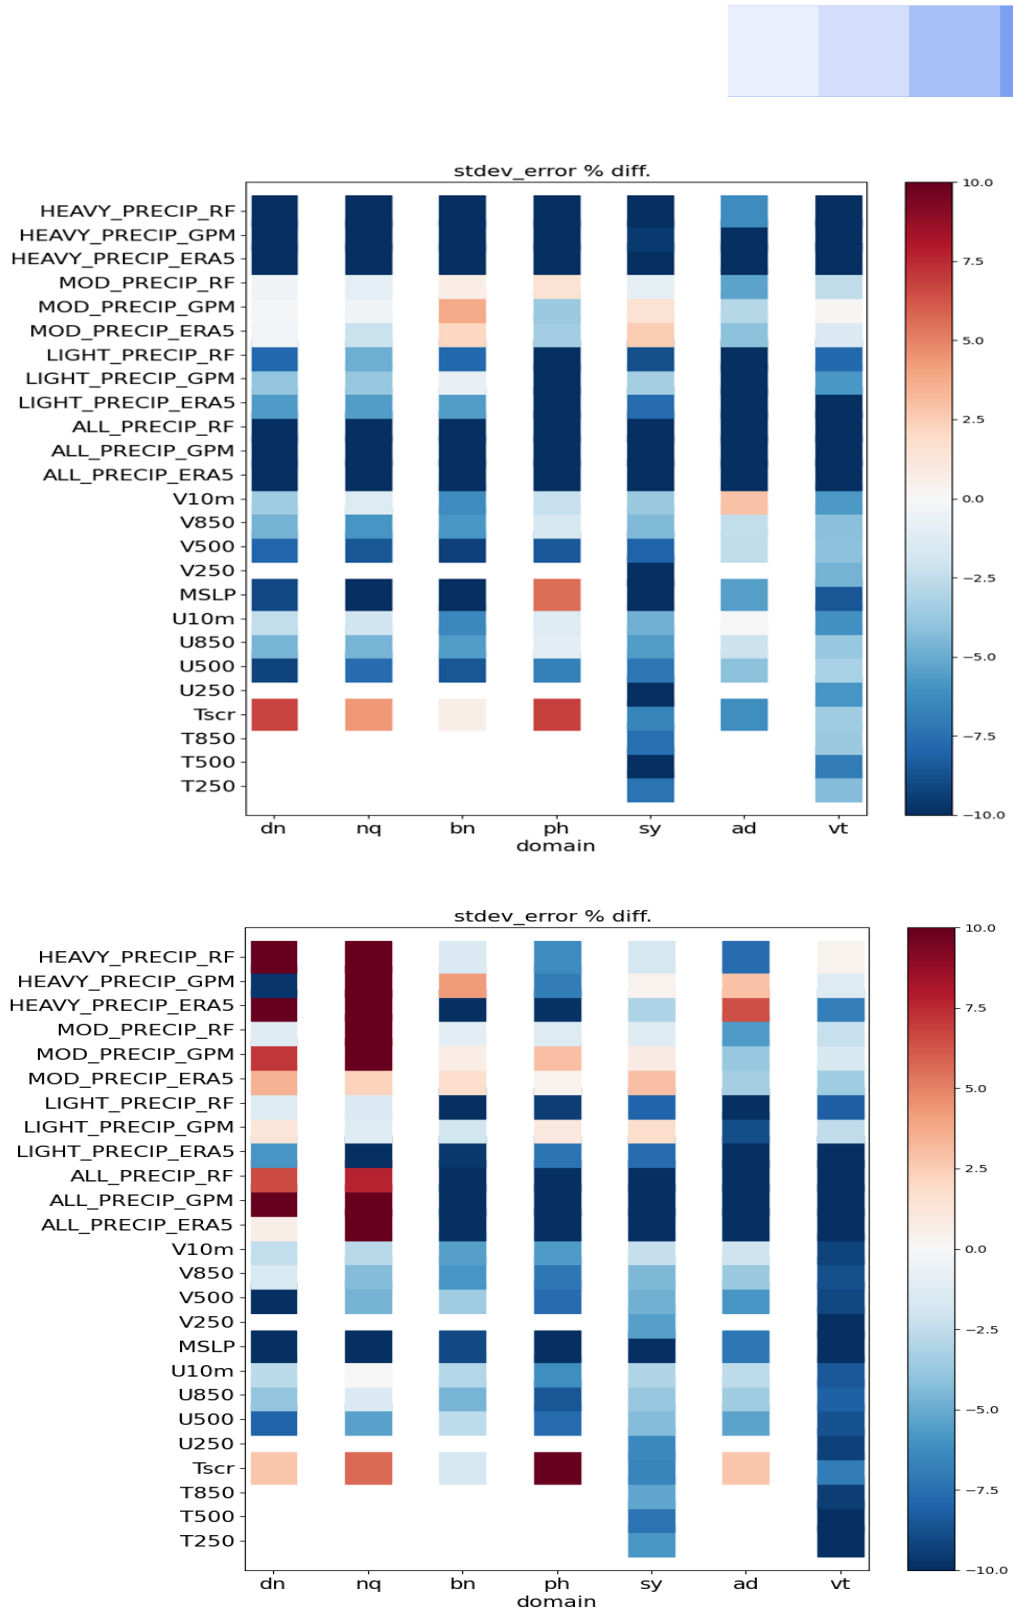 stdev_error % diff.
HEAVY_PRECIP_RF
HEAVY_PRECIP_GPM
HEAVY_PRECIP_ERA5
MOD_PRECIP_RF
MOD_PRECIP_GPM
MOD_PRECIP_ERA5
LIGHT_PRECIP_RF
LIGHT_PRECIP_GPM
LIGHT_PRECIP_ERA5
ALL_PRECIP_RF
ALL_PRECIP_GPM
ALL_PRECIP_ERA5
V10m
V850
V500
V250
MSLP
U10m
U850
U500
U250
Tscr
T850
T500
T250
dn nq bn ph sy ad vt
domain
10.0
7.5
5.0
2.5
0.0
−2.5
−5.0
−7.5
−10.0
stdev_error % diff.
HEAVY_PRECIP_RF
HEAVY_PRECIP_GPM
HEAVY_PRECIP_ERA5
MOD_PRECIP_RF
MOD_PRECIP_GPM
MOD_PRECIP_ERA5
LIGHT_PRECIP_RF
LIGHT_PRECIP_GPM
LIGHT_PRECIP_ERA5
ALL_PRECIP_RF
ALL_PRECIP_GPM
ALL_PRECIP_ERA5
V10m
V850
V500
V250
MSLP
U10m
U850
U500
U250
Tscr
T850
T500
T250
dn nq bn ph sy ad vt
domain
10.0
7.5
5.0
2.5
0.0
−2.5
−5.0
−7.5
−10.0